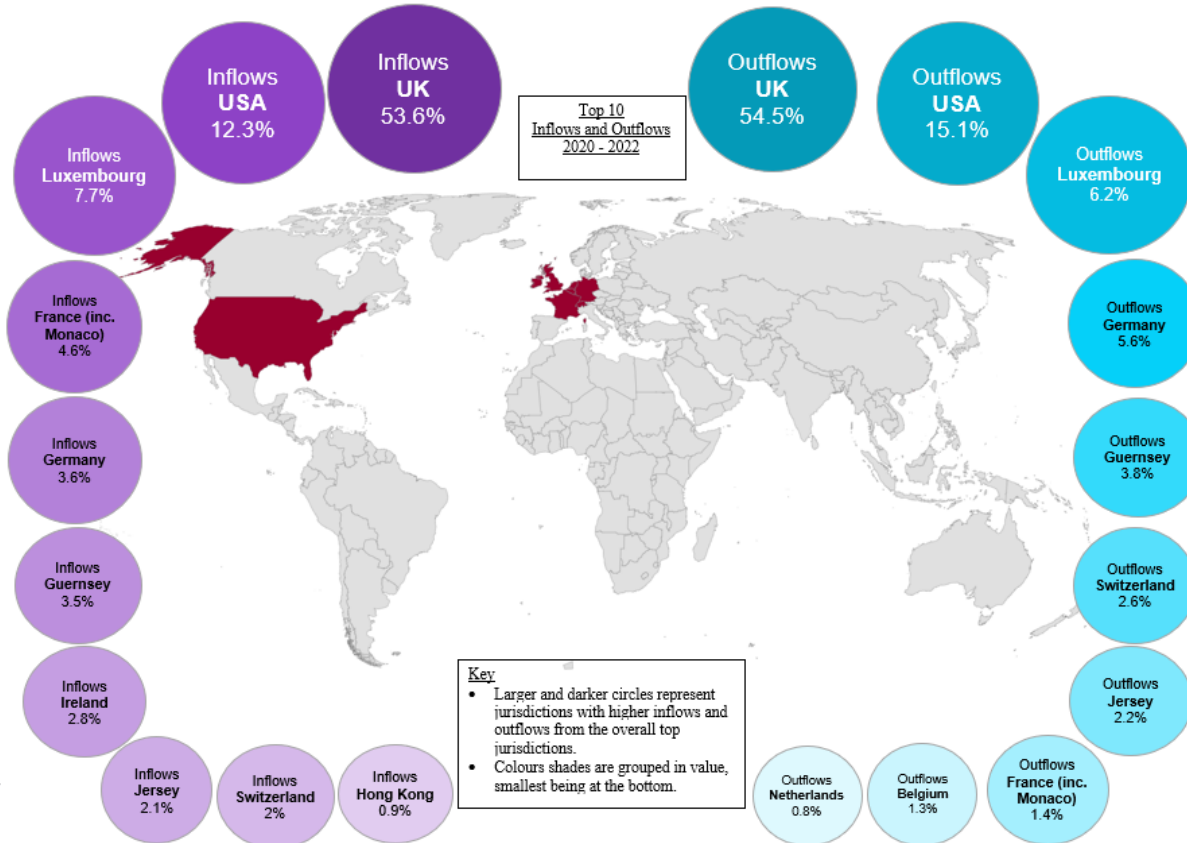 Inflows
UK
53.6%
Inflows
USA
12.3%
Inflows
Luxembourg
7.7%
Inflows
France (inc.
Monaco)
4.6%
Inflows
Germany
3.6%
Inflows
Guernsey
3.5%
Inflows
Ireland
2.8%
Inflows
Jersey
2.1%
Inflows
Switzerland
2%
Inflows
Hong Kong
0.9%
Top 10
Inflows and Outflows
2020 - 2022
Outflows
UK
54.5%
Outflows
USA
15.1%
Outflows
Luxembourg
6.2%
Outflows
Germany
5.6%
Outflows
Guernsey
3.8%
Outflows
Switzerland
2.6%
Outflows
Jersey
2.2%
Outflows
France (inc.
Monaco)
1.4%
Outflows
Belgium
1.3%
Outflows
Netherlands
0.8%
Key
• Larger and darker circles represent
jurisdictions with higher inflows and
outflows from the overall top
jurisdictions.
• Colours shades are grouped in value,
smallest being at the bottom.